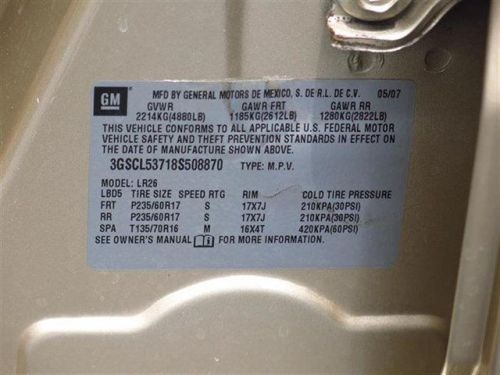 GM
MFD BY GENERAL MOTORS DE MEXICO, S. DE R.L. DE C.V. 05/07
GVWR GAWR FRT GAWR RR
2214KG(4880LB) 1185KG(2612LB) 1280KG(2822LB)
THIS VEHICLE CONFORMS TO ALL APPLICABLE U.S. FEDERAL MOTOR
VEHICLE SAFETY AND THEFT PREVENTION STANDARDS IN EFFECT
ON THE DATE OF MANUFACTURE SHOWN ABOVE.
3GSCL53718S508870 TYPE: M.P.V.
MODEL: LR26
LBD5 TIRE SIZE SPEED RTG RIM COLD TIRE PRESSURE
FRT P235/60R17 S 17X7J 210KPA(30PSI)
RR P235/60R17 S 17X7J 210KPA(30PSI)
SPA T135/70R16 M 16X4T 420KPA(60PSI)
SEE OWNER'S MANUAL FOR MORE INFORMATION.